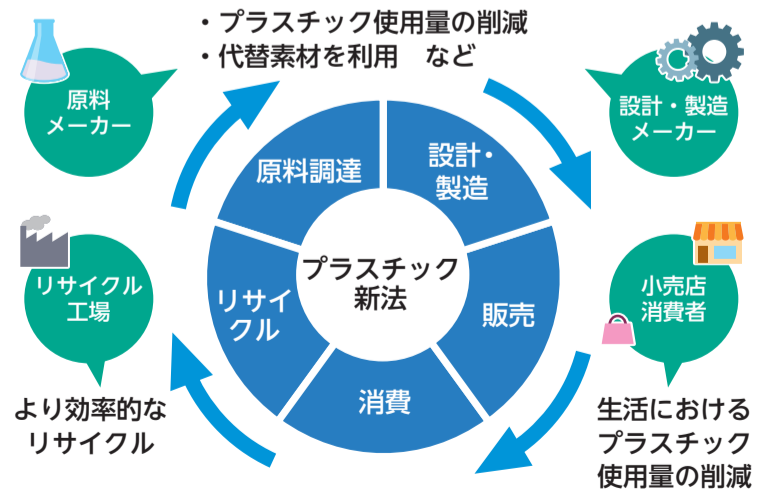 ・プラスチック使用量の削減
・代替素材を利用　など
原料
メーカー
設計・製造
メーカー
原料調達
設計・
製造
プラスチック
新法
リサイ
クル
販売
消費
リサイクル
工場
小売店
消費者
より効率的な
リサイクル
生活における
プラスチック
使用量の削減